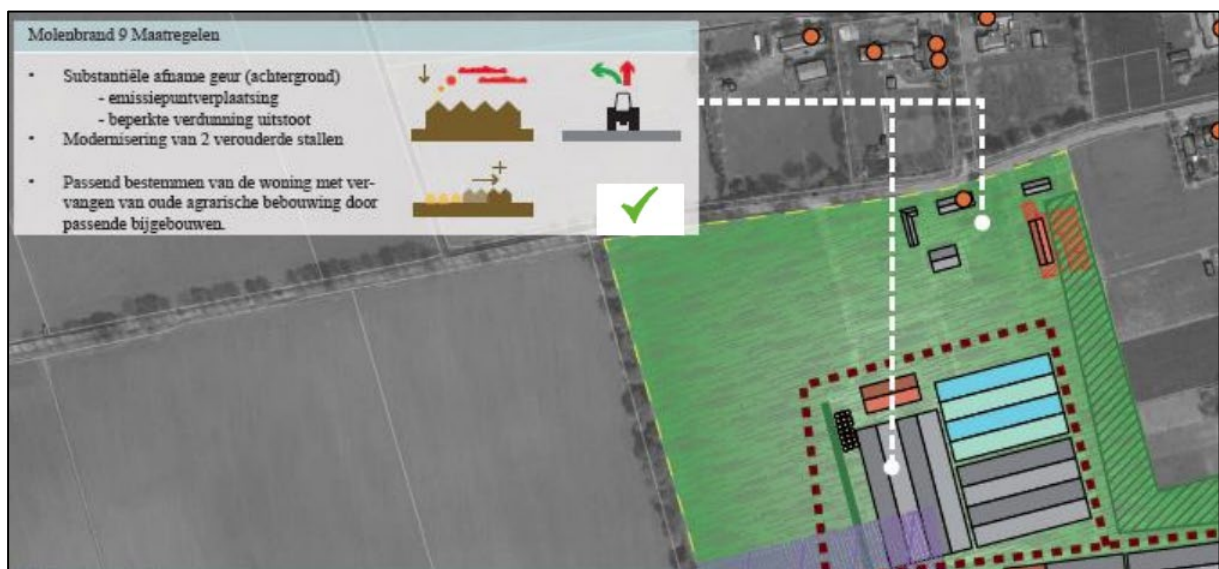 Molenbrand 9 Maatregelen
• Substantiële afname geur (achtergrond)
- emissiepuntverplaatsing
- beperkte verdunning uitstoot
• Modernisering van 2 verouderde stallen
• Passend bestemmen van de woning met ver-
vangen van oude agrarische bebouwing door
passende bijgebouwen.